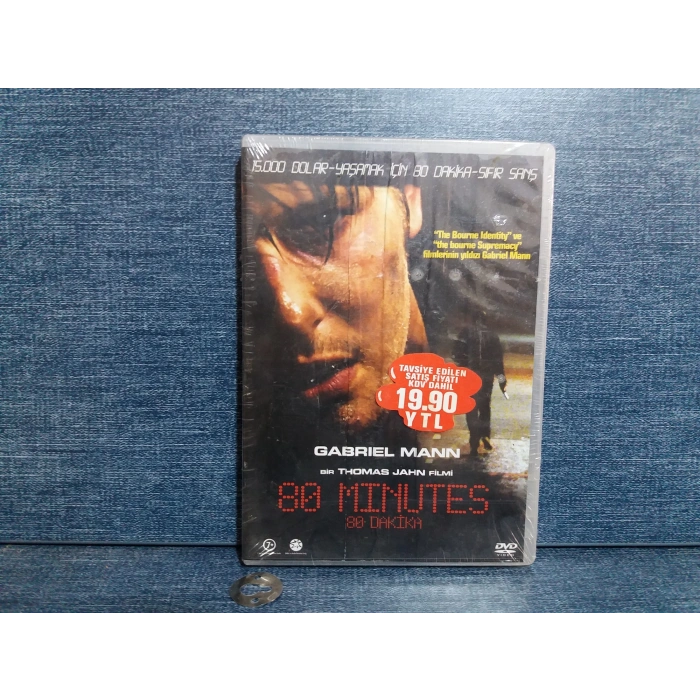 15.000 DOLAR-YAŞAMAK İÇİN 80 DAKİKA-SIFIR ŞANS
"The Bourne Identity" ve
"the bourne Supremacy"
filmlerinin yıldızı Gabriel Mann
TAVSİYE EDİLEN
SATIŞ FİYATI
KDV DAHİL
19.90
YTL
GABRIEL MANN
BİR THOMAS JAHN FİLMİ
80 MINUTES
80 DAKİKA
7+
DVD
VIDEO